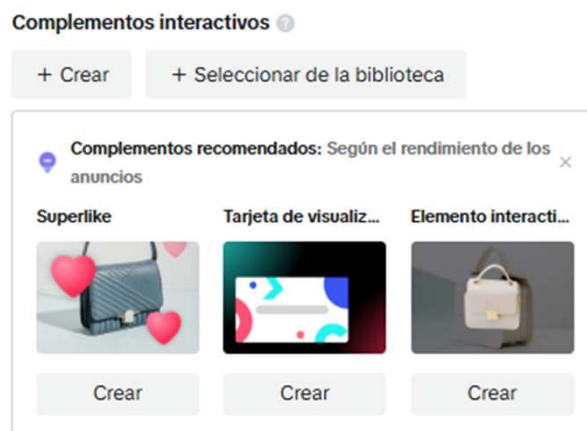 Complementos interactivos ?
+ Crear
+ Seleccionar de la biblioteca
Complementos recomendados: Según el rendimiento de los
anuncios
Superlike
Tarjeta de visualiz...
Elemento interacti...
Crear
Crear
Crear